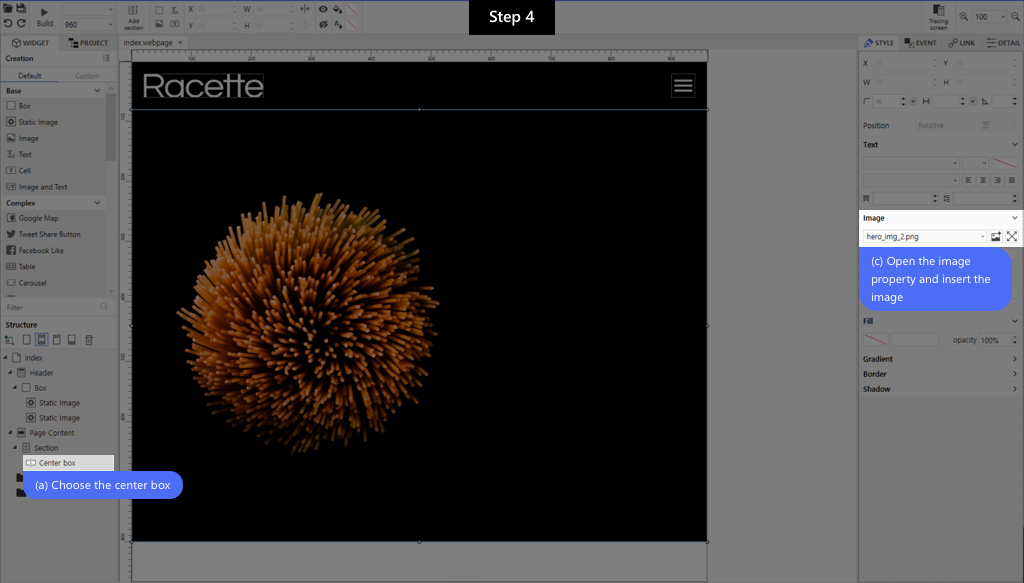 Step 4
Build
960
Add
section
X
W
Y
H
Tracing
screen
100
WIDGET
PROJECT
index.webpage ×
STYLE
EVENT
LINK
DETAIL
Creation
Default
Custom
Base
Box
Static Image
Image
Text
Cell
Image and Text
Complex
Google Map
Tweet Share Button
Facebook Like
Table
Carousel
Filter
Structure
index
Header
Box
Static Image
Static image
Page Content
Section
Center box
(a) Choose the center box
Racette
X
Y
W
H
Position
Relative
Text
Image
hero_img_2.png
(c) Open the image
property and insert the
image
Fill
opacity 100%
Gradient
Border
Shadow